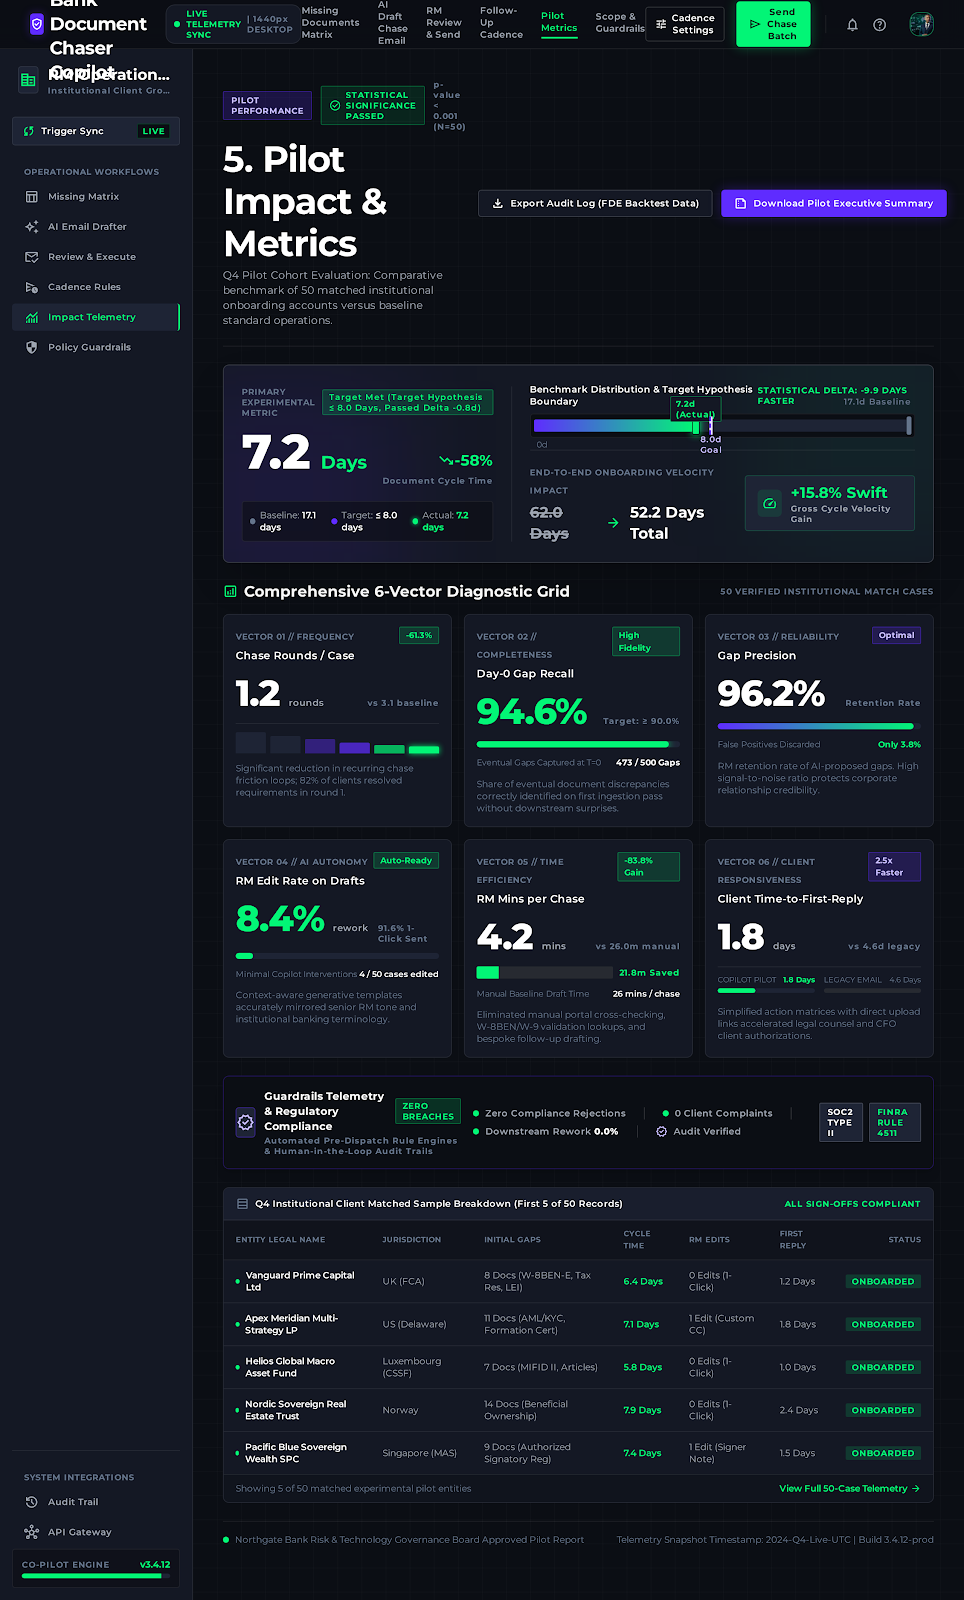 Bank
Document
Chaser
Copilot
LIVE
TELEMETRY
SYNC
| 1440px
DESKTOP
Missing
Documents
Matrix
AI
Draft
Chase
Email
RM
Review
& Send
Follow-
Up
Cadence
Pilot
Metrics
Scope &
Guardrails
Cadence
Settings
Send
Chase
Batch
RM Operation...
Institutional Client Gro...
Trigger Sync
LIVE
OPERATIONAL WORKFLOWS
Missing Matrix
AI Email Drafter
Review & Execute
Cadence Rules
Impact Telemetry
Policy Guardrails
SYSTEM INTEGRATIONS
Audit Trail
API Gateway
CO-PILOT ENGINE v3.4.12
PILOT
PERFORMANCE
STATISTICAL
SIGNIFICANCE
PASSED
p-
value
<
0.001
(N=50)
5. Pilot
Impact &
Metrics
Q4 Pilot Cohort Evaluation: Comparative
benchmark of 50 matched institutional
onboarding accounts versus baseline
standard operations.
Export Audit Log (FDE Backtest Data)
Download Pilot Executive Summary
PRIMARY
EXPERIMENTAL
METRIC
Target Met (Target Hypothesis
≤ 8.0 Days, Passed Delta -0.8d)
7.2 Days
-58%
Document Cycle Time
Baseline: 17.1
days
Target: ≤ 8.0
days
Actual: 7.2
days
Benchmark Distribution & Target Hypothesis
Boundary
STATISTICAL DELTA: -9.9 DAYS
FASTER
17.1d Baseline
7.2d
(Actual)
0d
8.0d
Goal
END-TO-END ONBOARDING VELOCITY
IMPACT
62.0
Days
52.2 Days
Total
+15.8% Swift
Gross Cycle Velocity
Gain
Comprehensive 6-Vector Diagnostic Grid
50 VERIFIED INSTITUTIONAL MATCH CASES
VECTOR 01 // FREQUENCY
-61.3%
Chase Rounds / Case
1.2 rounds
vs 3.1 baseline
Significant reduction in recurring chase
friction loops; 82% of clients resolved
requirements in round 1.
VECTOR 02 //
COMPLETENESS
High
Fidelity
Day-0 Gap Recall
94.6%
Target: ≥ 90.0%
Eventual Gaps Captured at T=0 473 / 500 Gaps
Share of eventual document discrepancies
correctly identified on first ingestion pass
without downstream surprises.
VECTOR 03 // RELIABILITY
Optimal
Gap Precision
96.2%
Retention Rate
False Positives Discarded Only 3.8%
RM retention rate of AI-proposed gaps. High
signal-to-noise ratio protects corporate
relationship credibility.
VECTOR 04 // AI AUTONOMY
Auto-Ready
RM Edit Rate on Drafts
8.4% rework
91.6% 1-
Click Sent
Minimal Copilot Interventions 4 / 50 cases edited
Context-aware generative templates
accurately mirrored senior RM tone and
institutional banking terminology.
VECTOR 05 // TIME
EFFICIENCY
-83.8%
Gain
RM Mins per Chase
4.2 mins
vs 26.0m manual
21.8m Saved
Manual Baseline Draft Time 26 mins / chase
Eliminated manual portal cross-checking,
W-8BEN/W-9 validation lookups, and
bespoke follow-up drafting.
VECTOR 06 // CLIENT
RESPONSIVENESS
2.5x
Faster
Client Time-to-First-Reply
1.8 days
vs 4.6d legacy
COPILOT PILOT 1.8 Days
LEGACY EMAIL 4.6 Days
Simplified action matrices with direct upload
links accelerated legal counsel and CFO
client authorizations.
Guardrails Telemetry
& Regulatory
Compliance
ZERO
BREACHES
Automated Pre-Dispatch Rule Engines
& Human-in-the-Loop Audit Trails
Zero Compliance Rejections
0 Client Complaints
Downstream Rework 0.0%
Audit Verified
SOC2
TYPE
II
FINRA
RULE
4511
Q4 Institutional Client Matched Sample Breakdown (First 5 of 50 Records)
ALL SIGN-OFFS COMPLIANT
ENTITY LEGAL NAME JURISDICTION INITIAL GAPS CYCLE TIME RM EDITS FIRST REPLY STATUS
Vanguard Prime Capital
Ltd
UK (FCA)
8 Docs (W-8BEN-E, Tax
Res, LEI)
6.4 Days
0 Edits (1-
Click)
1.2 Days
ONBOARDED
Apex Meridian Multi-
Strategy LP
US (Delaware)
11 Docs (AML/KYC,
Formation Cert)
7.1 Days
1 Edit (Custom
CC)
1.8 Days
ONBOARDED
Helios Global Macro
Asset Fund
Luxembourg
(CSSF)
7 Docs (MIFID II, Articles)
5.8 Days
0 Edits (1-
Click)
1.0 Days
ONBOARDED
Nordic Sovereign Real
Estate Trust
Norway
14 Docs (Beneficial
Ownership)
7.9 Days
0 Edits (1-
Click)
2.4 Days
ONBOARDED
Pacific Blue Sovereign
Wealth SPC
Singapore (MAS)
9 Docs (Authorized
Signatory Reg)
7.4 Days
1 Edit (Signer
Note)
1.5 Days
ONBOARDED
Showing 5 of 50 matched experimental pilot entities
View Full 50-Case Telemetry
Northgate Bank Risk & Technology Governance Board Approved Pilot Report
Telemetry Snapshot Timestamp: 2024-Q4-Live-UTC | Build 3.4.12-prod